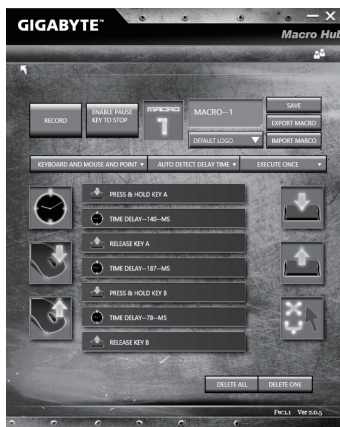 GIGABYTE™
Macro Hub
RECORD
ENABLE PAUSE
KEY TO STOP
MACRO
1
MACRO--1
DEFAULT LOGO
SAVE
EXPORT MACRO
IMPORT MARCO
KEYBOARD AND MOUSE AND POINT
AUTO DETECT DELAY TIME
EXECUTE ONCE
PRESS & HOLD KEY A
TIME DELAY--140--MS
RELEASE KEY A
TIME DELAY--187--MS
PRESS & HOLD KEY B
TIME DELAY--78--MS
RELEASE KEY B
DELETE ALL
DELETE ONE
Fw:1.1 Ver 2.0.5